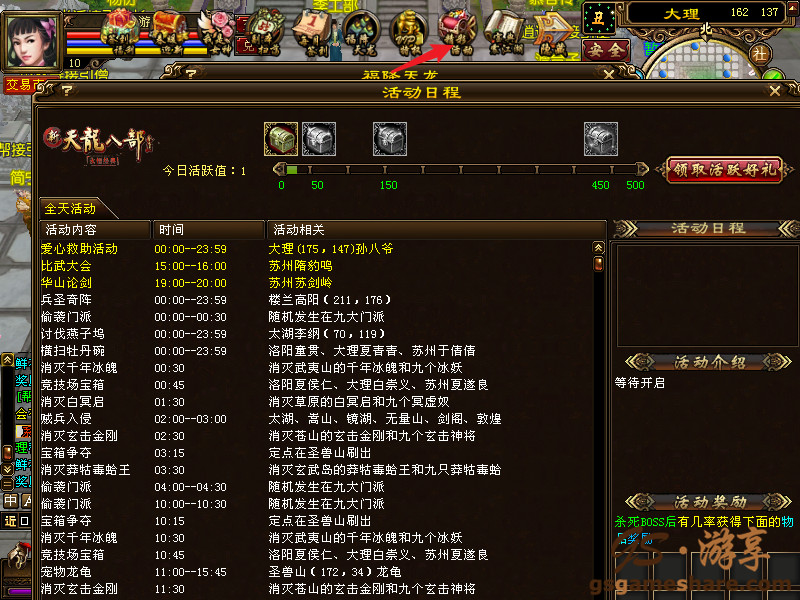 大理 162 137
北
丑
安全
社
10
交易市
福降天龙
?
活动日程
新天龍八部
今日活跃值：1
0 50 150 450 500
领取活跃好礼
全天活动
活动内容 时间 活动相关
爱心救助活动 00:00--23:59 大理(175，147)孙八爷
比武大会 15:00--16:00 苏州隋豹鸣
华山论剑 19:00--20:00 苏州苏剑岭
兵圣奇阵 00:00--23:59 楼兰高阳（211，176）
偷袭门派 00:00--00:30 随机发生在九大门派
讨伐燕子坞 00:00--23:59 太湖李纲（70，119）
横扫牡丹碗 00:00--23:59 洛阳童贯、大理夏青青、苏州于倩倩
消灭千年冰魄 00:30 消灭武夷山的千年冰魄和九个冰妖
竞技场宝箱 00:45 洛阳夏侯仁、大理白崇义、苏州夏遂良
消灭白冥启 01:30 消灭草原的白冥启和九个冥虚奴
贼兵入侵 02:00--03:00 太湖、嵩山、镜湖、无量山、剑阁、敦煌
消灭玄击金刚 02:30 消灭苍山的玄击金刚和九个玄击神将
宝箱争夺 03:15 定点在圣兽山刷出
消灭莽牯毒蛤王 03:30 消灭玄武岛的莽牯毒蛤王和九只莽牯毒蛤
偷袭门派 04:00--04:30 随机发生在九大门派
偷袭门派 10:00--10:30 随机发生在九大门派
宝箱争夺 10:15 定点在圣兽山刷出
消灭千年冰魄 10:30 消灭武夷山的千年冰魄和九个冰妖
竞技场宝箱 10:45 洛阳夏侯仁、大理白崇义、苏州夏遂良
宠物龙龟 11:00--15:45 圣兽山（172，34）龙龟
消灭玄击金刚 11:30 消灭苍山的玄击金刚和九个玄击神将
活动日程
活动介绍
等待开启
活动奖励
杀死BOSS后有几率获得下面的物
品奖励
GS·游享
gsgameshare.com